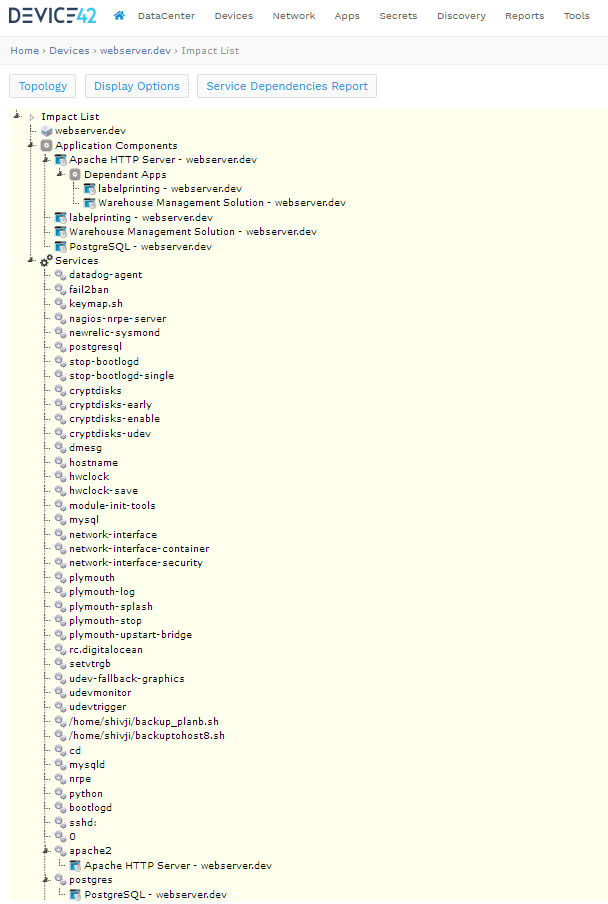 DEVICE42 DataCenter Devices Network Apps Secrets Discovery Reports Tools
Home › Devices › webserver.dev › Impact List
Topology Display Options Service Dependencies Report
Impact List
webserver.dev
Application Components
Apache HTTP Server - webserver.dev
Dependant Apps
labelprinting - webserver.dev
Warehouse Management Solution - webserver.dev
labelprinting - webserver.dev
Warehouse Management Solution - webserver.dev
PostgreSQL - webserver.dev
Services
datadog-agent
fail2ban
keymap.sh
nagios-nrpe-server
newrelic-sysmond
postgresql
stop-bootlogd
stop-bootlogd-single
cryptdisks
cryptdisks-early
cryptdisks-enable
cryptdisks-udev
dmesg
hostname
hwclock
hwclock-save
module-init-tools
mysql
network-interface
network-interface-container
network-interface-security
plymouth
plymouth-log
plymouth-splash
plymouth-stop
plymouth-upstart-bridge
rc.digitalocean
setvtrgb
udev-fallback-graphics
udevmonitor
udevtrigger
/home/shivji/backup_planb.sh
/home/shivji/backuptohost8.sh
cd
mysqld
nrpe
python
bootlogd
sshd:
0
apache2
Apache HTTP Server - webserver.dev
postgres
PostgreSQL - webserver.dev